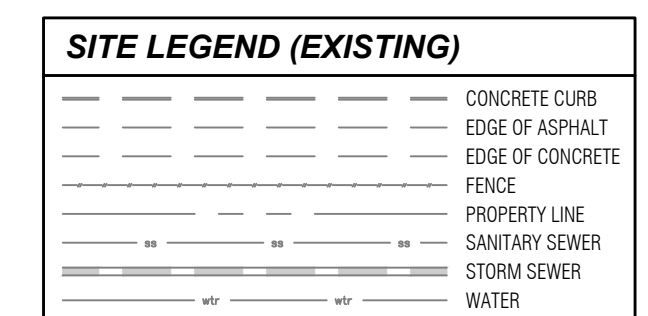 SITE LEGEND (EXISTING)
CONCRETE CURB
EDGE OF ASPHALT
EDGE OF CONCRETE
FENCE
PROPERTY LINE
ss ss ss SANITARY SEWER
STORM SEWER
wtr wtr WATER